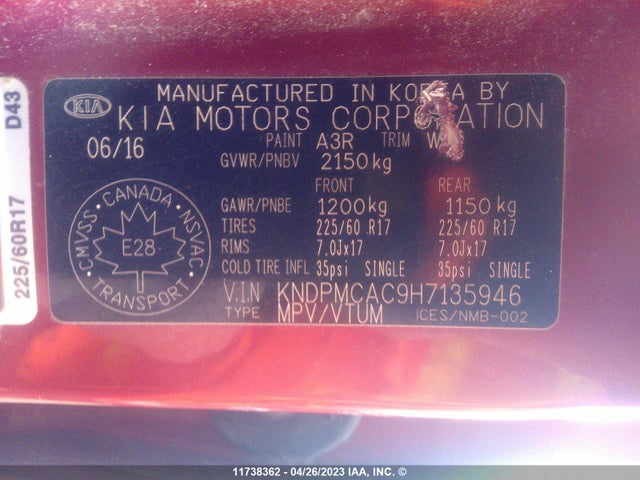 D43
225/60R17
KIA
MANUFACTURED IN KOREA BY
KIA MOTORS CORPORATION
06/16 PAINT A3R TRIM
GVWR/PNBV 2150kg
FRONT REAR
GAWR/PNBE 1200kg 1150kg
TIRES 225/60 R17 225/60 R17
RIMS 7.0Jx17 7.0Jx17
COLD TIRE INFL 35psi SINGLE 35psi SINGLE
V.I.N KNDPMCAC9H7135946
TYPE MPV/VTUM ICES/NMB-002
CMVSS · CANADA · NSVAC
E28
TRANSPORT
11738362 - 04/26/2023 IAA, INC. ©